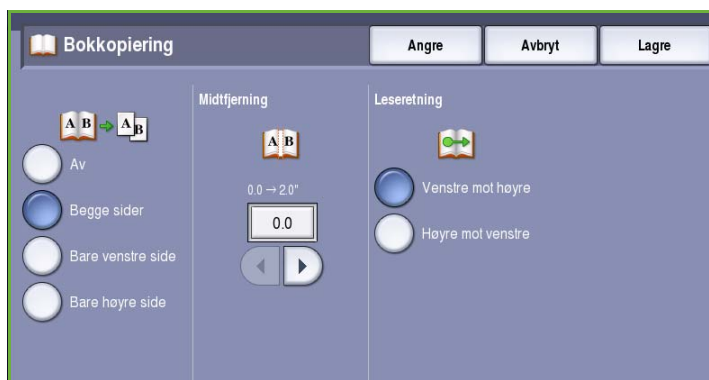 Bokkopiering
Angre
Avbryt
Lagre
A B A B
Av
Begge sider
Bare venstre side
Bare høyre side
Midtfjerning
A B
0.0 → 2.0"
0.0
Leseretning
Venstre mot høyre
Høyre mot venstre